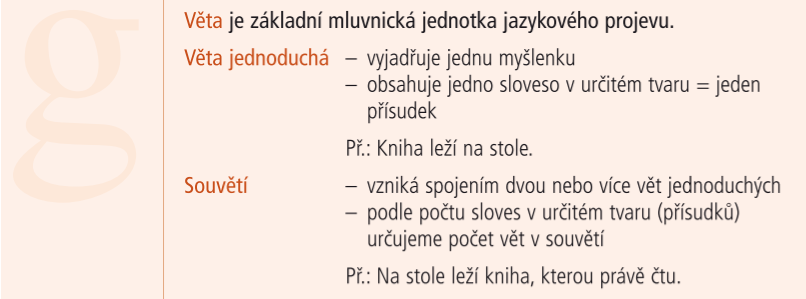 g
Věta je základní mluvnická jednotka jazykového projevu.
Věta jednoduchá – vyjadřuje jednu myšlenku
– obsahuje jedno sloveso v určitém tvaru = jeden
přísudek
Př.: Kniha leží na stole.
Souvětí – vzniká spojením dvou nebo více vět jednoduchých
– podle počtu sloves v určitém tvaru (přísudků)
určujeme počet vět v souvětí
Př.: Na stole leží kniha, kterou právě čtu.